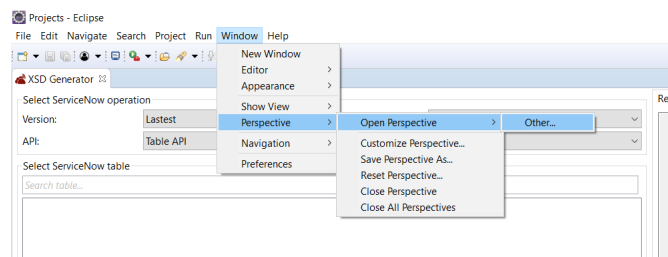 Projects - Eclipse
File Edit Navigate Search Project Run Window Help
XSD Generator
New Window
Editor
Appearance
Show View
Perspective
Navigation
Preferences
Open Perspective
Customize Perspective...
Save Perspective As...
Reset Perspective...
Close Perspective
Close All Perspectives
Other...
Select ServiceNow operation
Version: Lastest
API: Table API
Select ServiceNow table
Search table...
Re